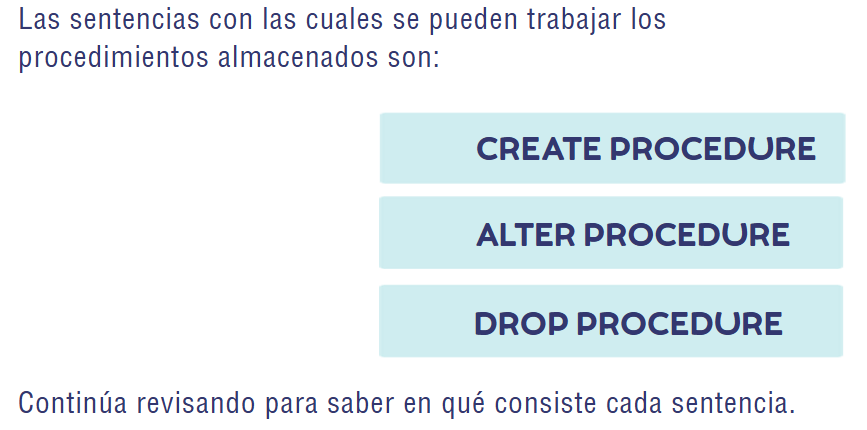 Las sentencias con las cuales se pueden trabajar los
procedimientos almacenados son:
CREATE PROCEDURE
ALTER PROCEDURE
DROP PROCEDURE
Continúa revisando para saber en qué consiste cada sentencia.